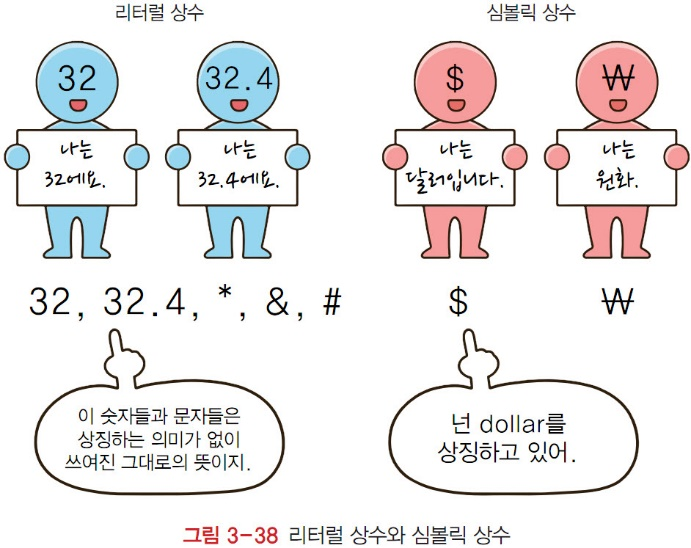 리터럴 상수
심볼릭 상수
32
32.4
$
₩
나는
32에요.
나는
32.4에요.
나는
달러입니다.
나는
원화.
32, 32.4, *, &, #
$
₩
이 숫자들과 문자들은
상징하는 의미가 없이
쓰여진 그대로의 뜻이지.
넌 dollar를
상징하고 있어.
그림 3-38 리터럴 상수와 심볼릭 상수